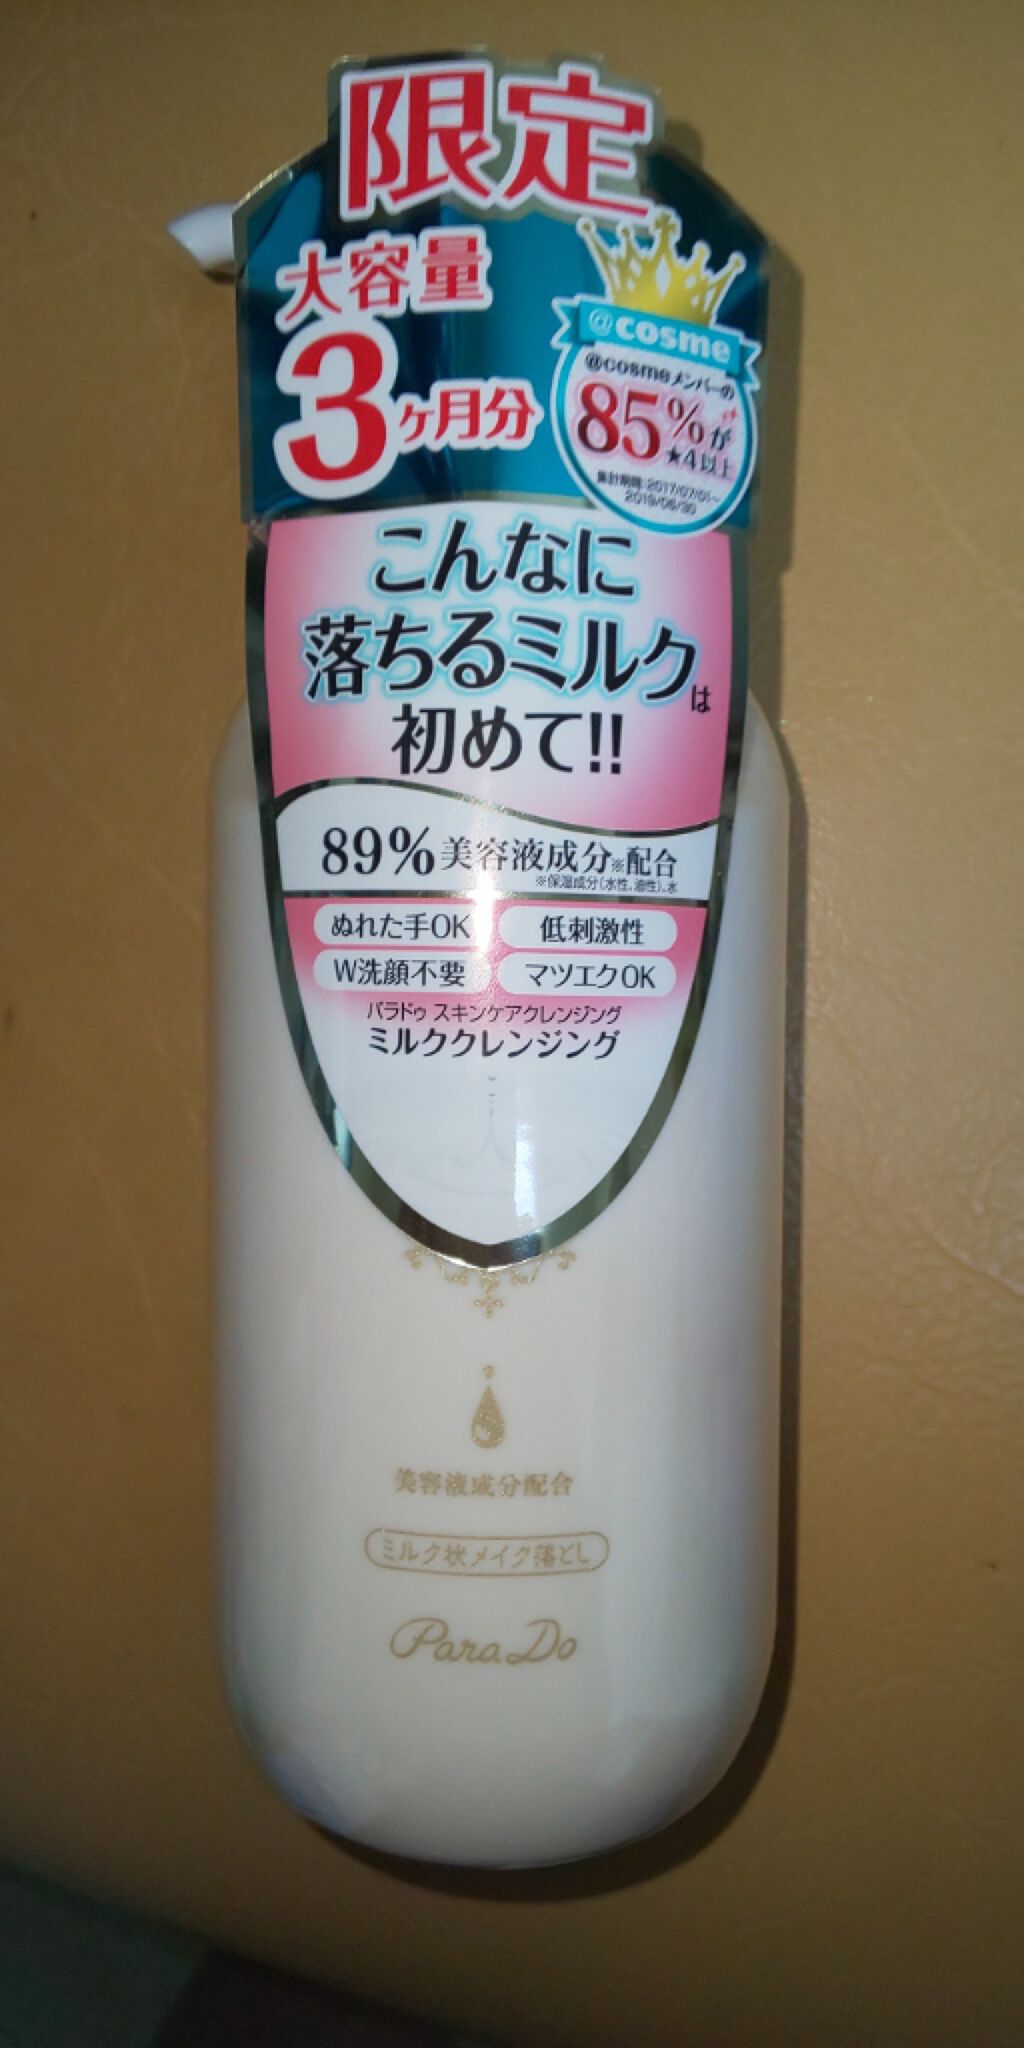 限定
大容量
3ヶ月分
@cosme
@cosmeメンバーの
85%が
★4以上
集計期間:2017/07/01~
2019/06/30
こんなに
落ちるミルクは
初めて!!
89%美容液成分※配合
※保湿成分(水性、油性)、水
ぬれた手OK
低刺激性
W洗顔不要
マツエクOK
パラドゥ スキンケアクレンジング
ミルククレンジング
美容液成分配合
ミルク状メイク落とし
ParaDo